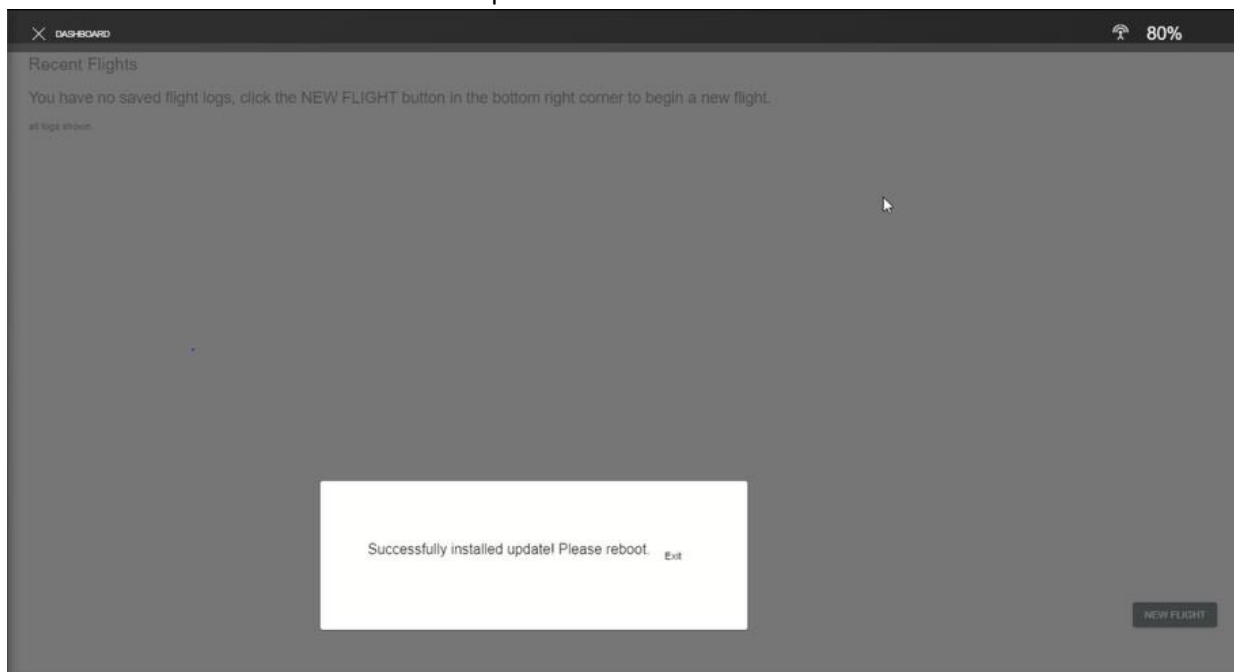 DASHBOARD
80%
Recent Flights
You have no saved flight logs, click the NEW FLIGHT button in the bottom right corner to begin a new flight.
all logs shown
Successfully installed update! Please reboot.
Exit
NEW FLIGHT